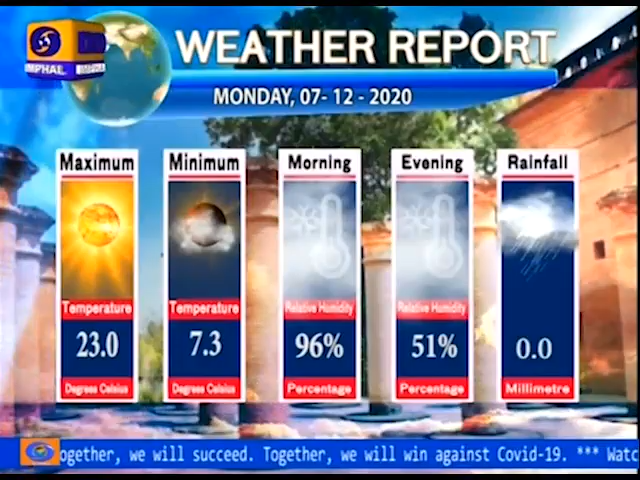 IMPHAL
WEATHER REPORT
MONDAY, 07- 12 - 2020
Maximum
Temperature
23.0
Degrees Celsius
Minimum
Temperature
7.3
Degrees Celsius
Morning
Relative Humidity
96%
Percentage
Evening
Relative Humidity
51%
Percentage
Rainfall
0.0
Millimetre
ogether, we will succeed. Together, we will win against Covid-19. *** Watc